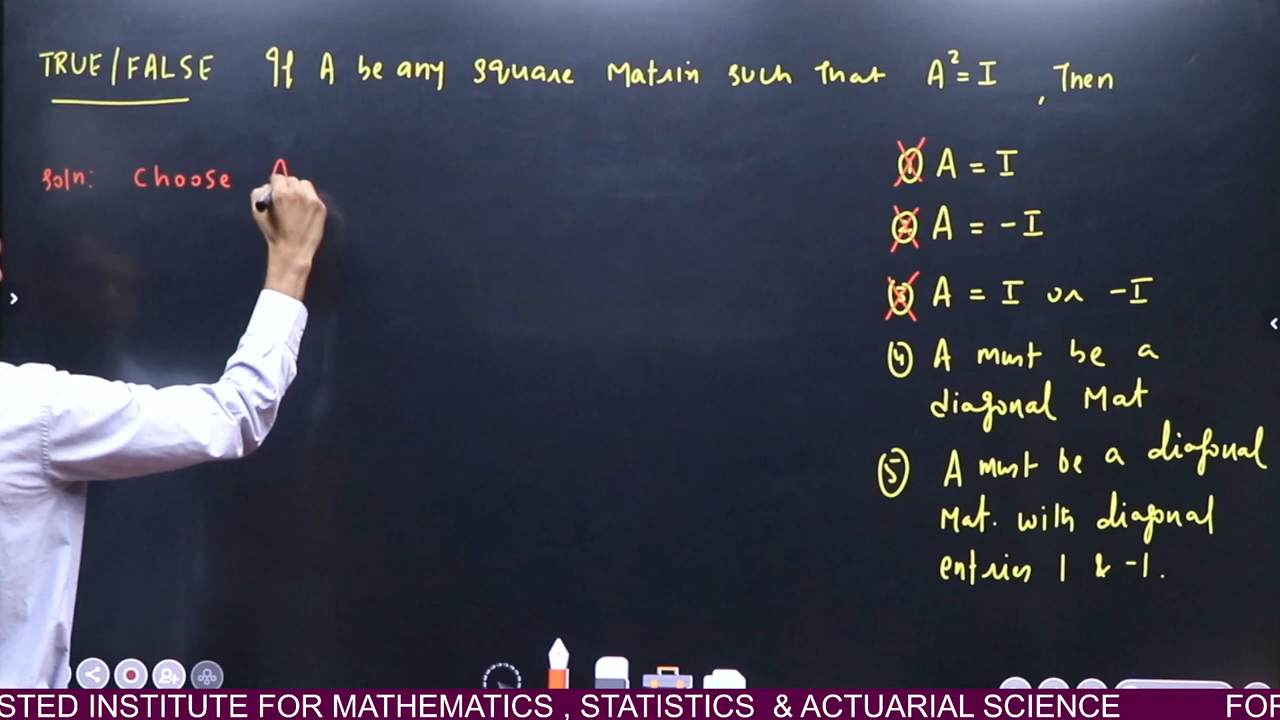 TRUE/FALSE If A be any square Matrix such that A²=I , Then
Soln: Choose A
① A = I
② A = -I
③ A = I or -I
④ A must be a
diagonal Mat
⑤ A must be a diagonal
Mat. with diagonal
entries 1 & -1.
STED INSTITUTE FOR MATHEMATICS , STATISTICS & ACTUARIAL SCIENCE FOR